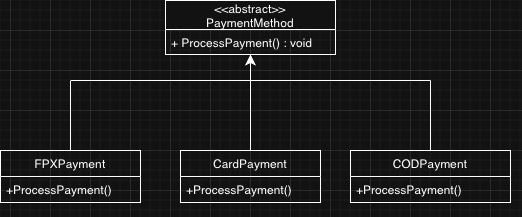 <<abstract>>
PaymentMethod
+ ProcessPayment() : void
FPXPayment
+ProcessPayment()
CardPayment
+ProcessPayment()
CODPayment
+ProcessPayment()